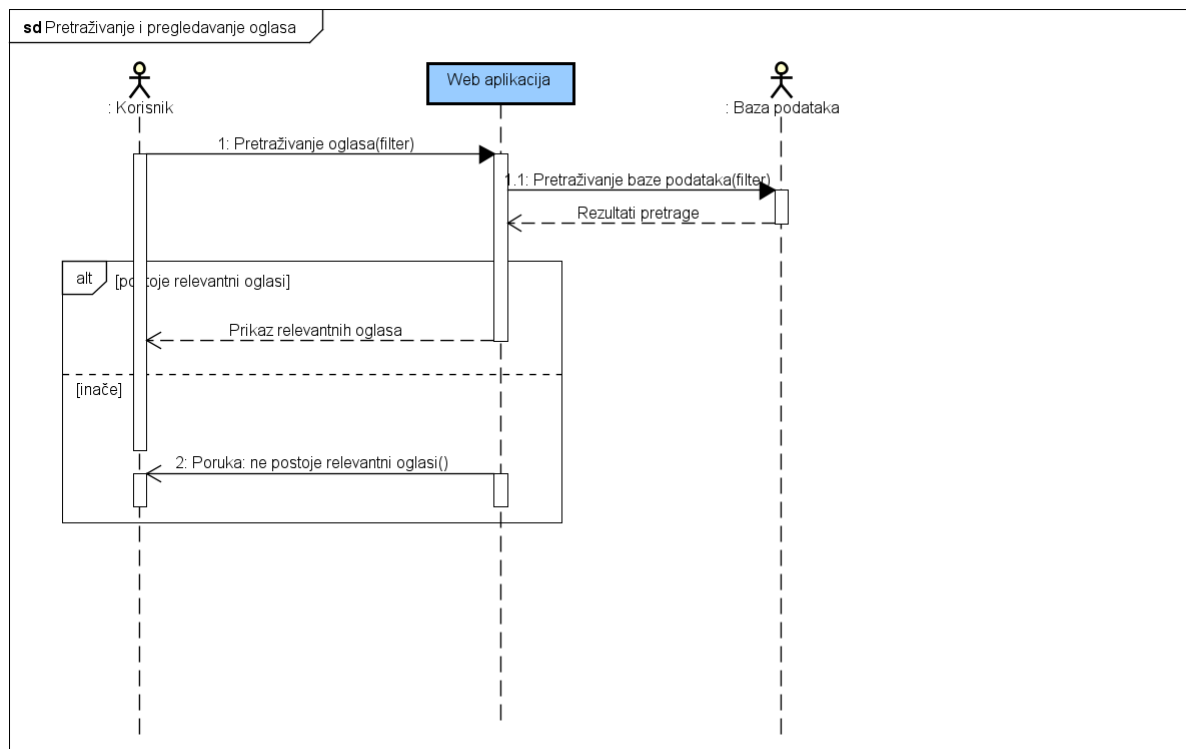 sd Pretraživanje i pregledavanje oglasa
: Korisnik
Web aplikacija
: Baza podataka
1: Pretraživanje oglasa(filter)
1.1: Pretraživanje baze podataka(filter)
Rezultati pretrage
alt
[postoje relevantni oglasi]
Prikaz relevantnih oglasa
[inače]
2: Poruka: ne postoje relevantni oglasi()